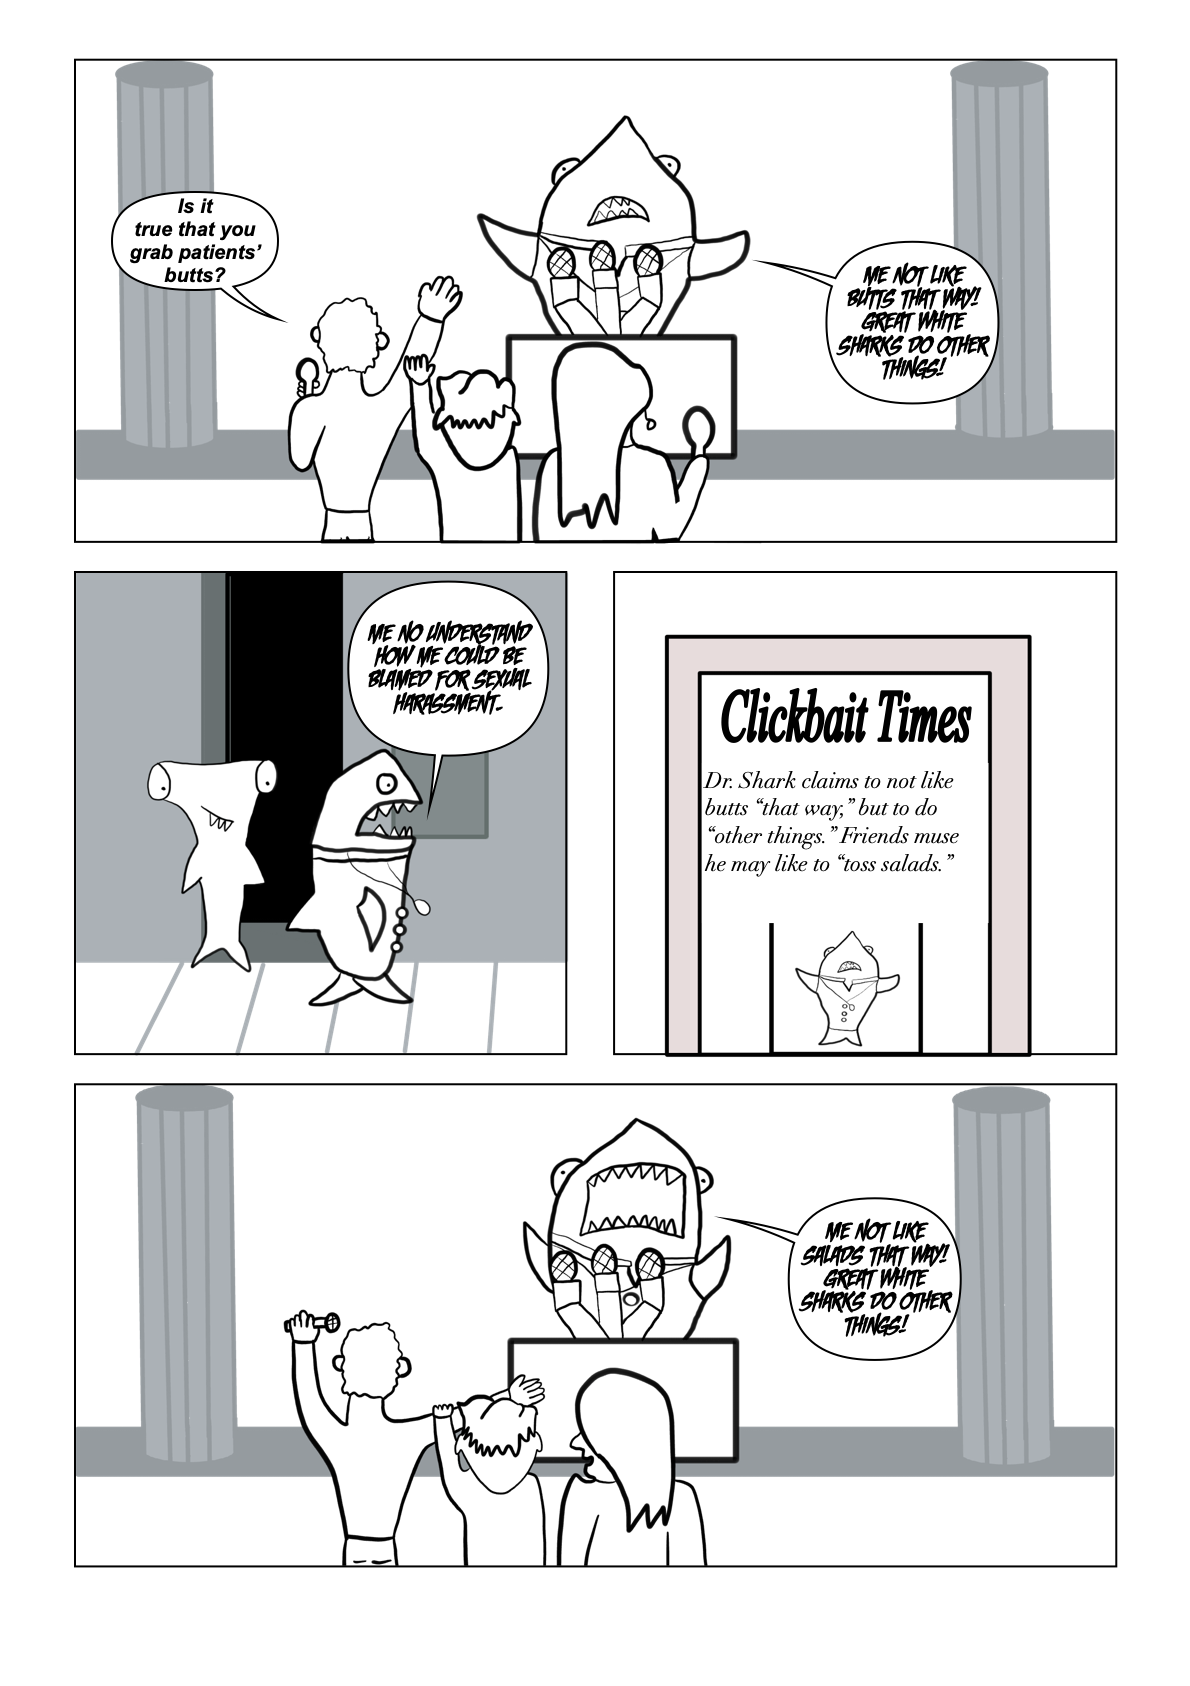 Is it
true that you
grab patients’
butts?
ME NOT LIKE
BUTTS THAT WAY!
GREAT WHITE
SHARKS DO OTHER
THINGS!
ME NO UNDERSTAND
HOW ME COULD BE
BLAMED FOR SEXUAL
HARASSMENT...
Clickbait Times
Dr. Shark claims to not like
butts “that way,” but to do
“other things.” Friends muse
he may like to “toss salads.”
ME NOT LIKE
SALADS THAT WAY!
GREAT WHITE
SHARKS DO OTHER
THINGS!